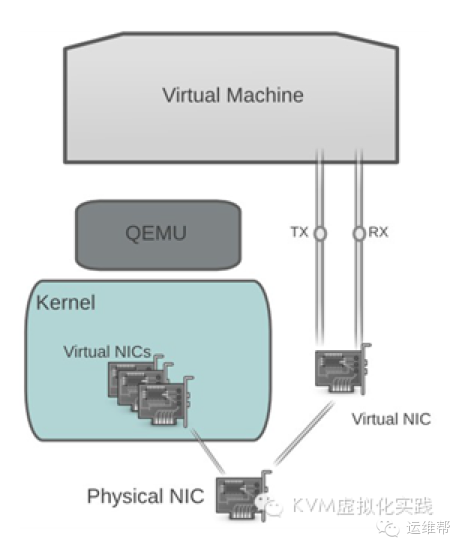 Virtual Machine
QEMU
TX
RX
Kernel
Virtual NICs
Virtual NIC
Physical NIC
KVM虚拟化实践
运维帮